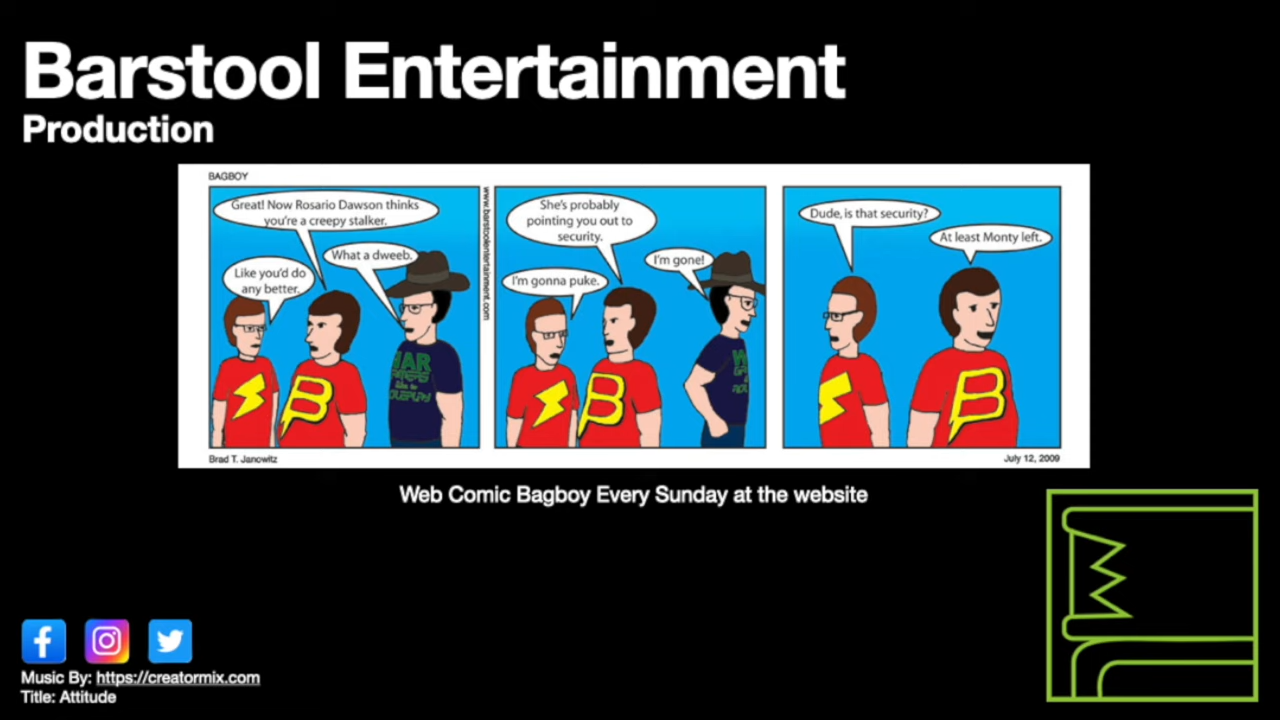 Barstool Entertainment
Production
BAGBOY
Great! Now Rosario Dawson thinks
you're a creepy stalker.
What a dweeb.
Like you'd do
any better.
www.barstoolentertainment.com
She's probably
pointing you out to
security.
I'm gone!
I'm gonna puke.
Dude, is that security?
At least Monty left.
Brad T. Janowitz
July 12, 2009
Web Comic Bagboy Every Sunday at the website
Music By: https://creatormix.com
Title: Attitude